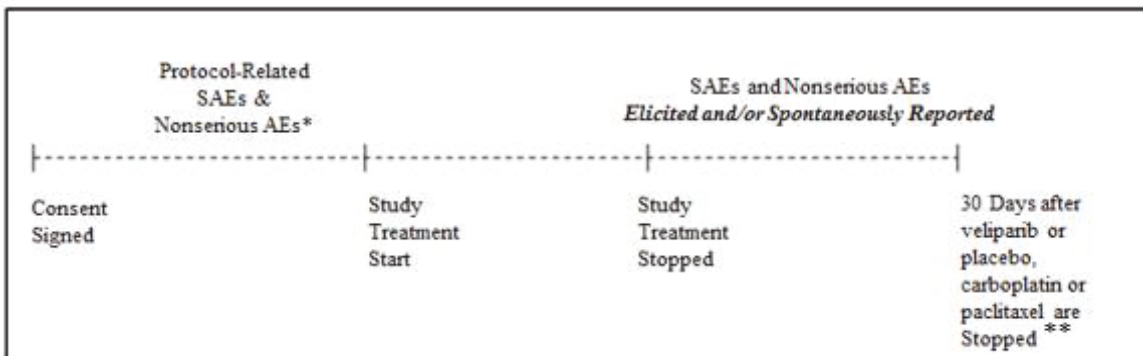 Protocol-Related
SAEs &
Nonserious AEs*
SAEs and Nonserious AEs
Elicited and/or Spontaneously Reported
Consent
Signed
Study
Treatment
Start
Study
Treatment
Stopped
30 Days after
veliparib or
placebo,
carboplatin or
paclitaxel are
Stopped **